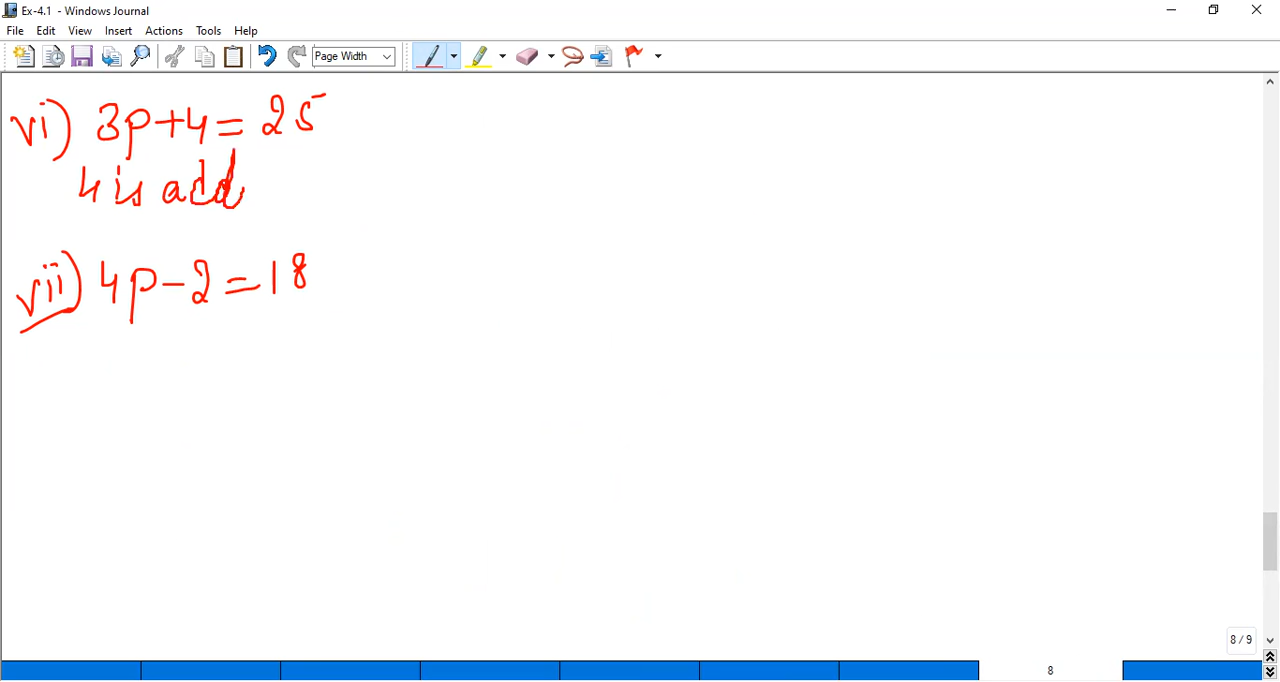 Ex-4.1 - Windows Journal
File Edit View Insert Actions Tools Help
Page Width
vi) 3p+4=25
4 is add
vii) 4p-2=18
8 / 9
8